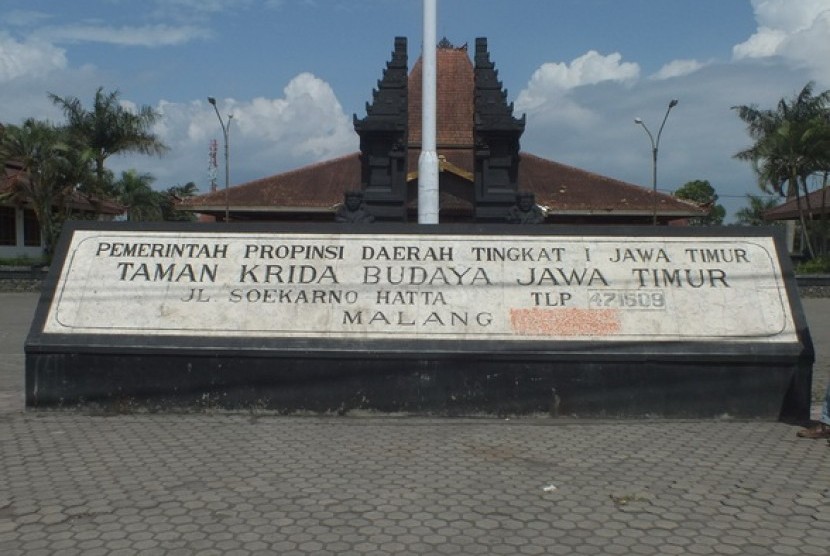 PEMERINTAH PROPINSI DAERAH TINGKAT I JAWA TIMUR
TAMAN KRIDA BUDAYA JAWA TIMUR
JL SOEKARNO HATTA TLP 471509
MALANG